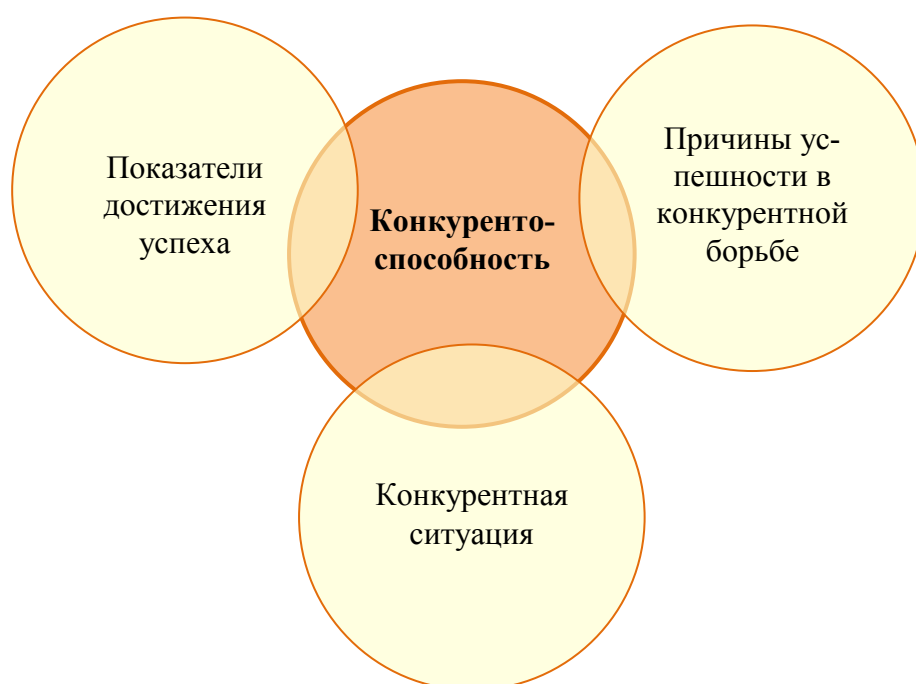 Показатели
достижения
успеха
Конкуренто-
способность
Причины ус-
пешности в
конкурентной
борьбе
Конкурентная
ситуация